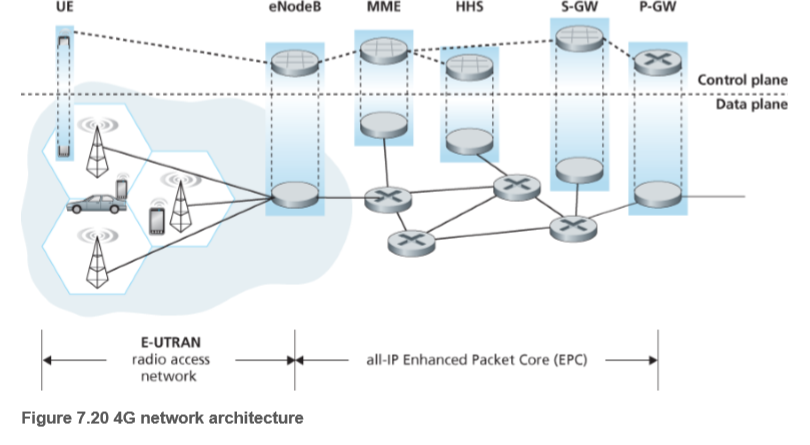 UE eNodeB MME HHS S-GW P-GW
Control plane
Data plane
E-UTRAN
radio access
network
all-IP Enhanced Packet Core (EPC)
Figure 7.20 4G network architecture